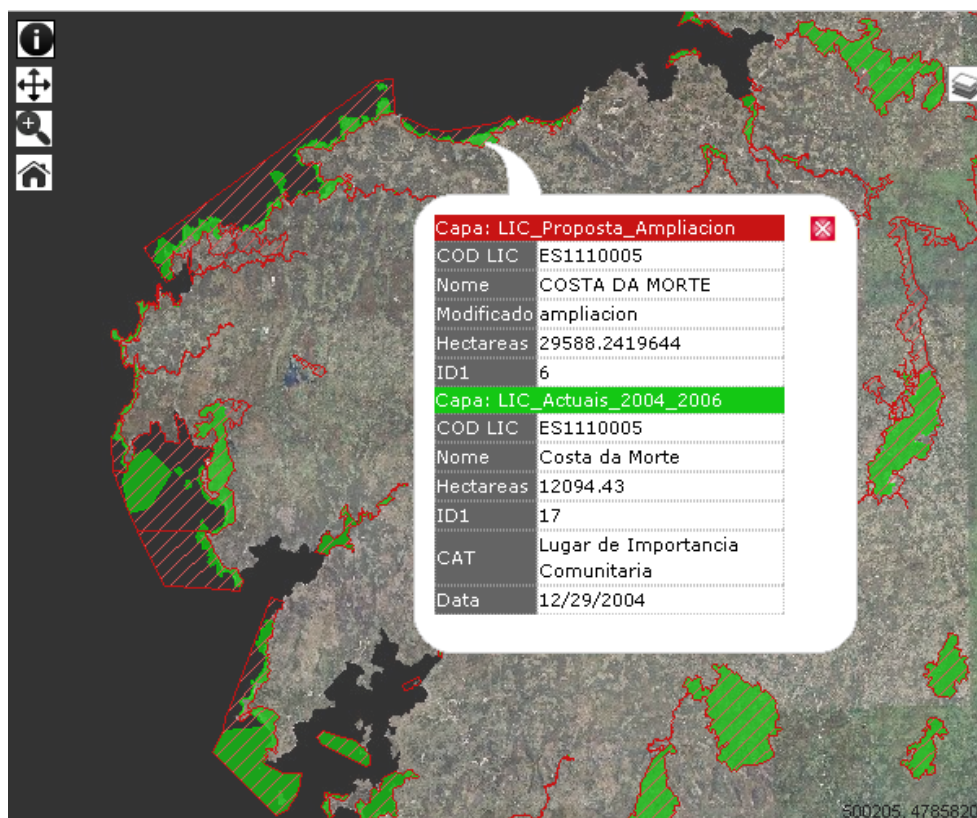 Capa: LIC_Proposta_Ampliacion
COD LIC ES1110005
Nome COSTA DA MORTE
Modificado ampliacion
Hectareas 29588.2419644
ID1 6
Capa: LIC_Actuais_2004_2006
COD LIC ES1110005
Nome Costa da Morte
Hectareas 12094.43
ID1 17
CAT Lugar de Importancia
Comunitaria
Data 12/29/2004
500205, 4785820